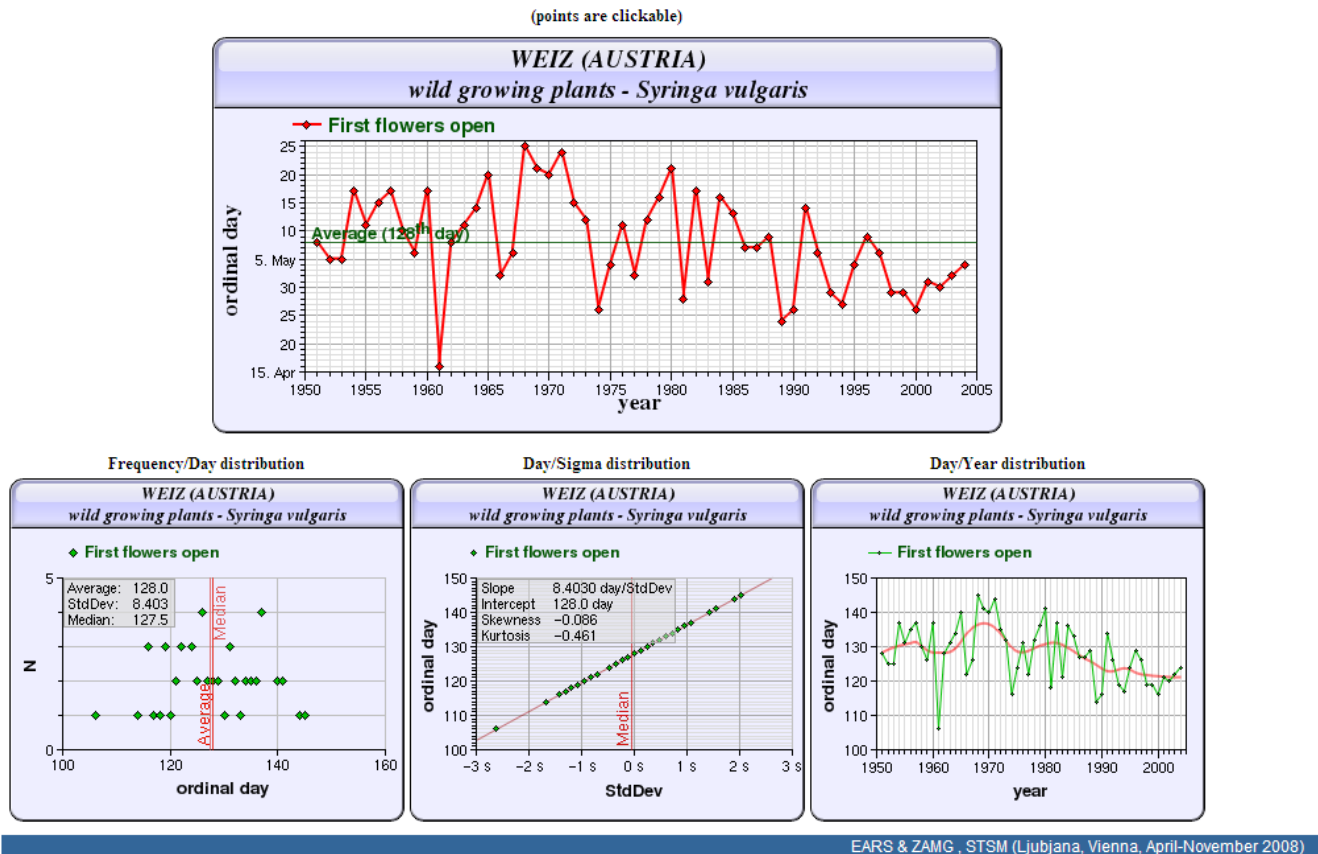 (points are clickable)
WEIZ (AUSTRIA)
wild growing plants - Syringa vulgaris
First flowers open
25
20
15
10
Average (128th day)
5. May
30
25
20
15. Apr
ordinal day
1950 1955 1960 1965 1970 1975 1980 1985 1990 1995 2000 2005
year
Frequency/Day distribution
WEIZ (AUSTRIA)
wild growing plants - Syringa vulgaris
First flowers open
5
Average: 128.0
StdDev: 8.403
Median: 127.5
Median
N
Average
0
100 120 140 160
ordinal day
Day/Sigma distribution
WEIZ (AUSTRIA)
wild growing plants - Syringa vulgaris
First flowers open
150
Slope 8.4030 day/StdDev
Intercept 128.0 day
Skewness -0.086
Kurtosis -0.461
140
130
120
110
100
ordinal day
Median
-3 s -2 s -1 s 0 s 1 s 2 s 3 s
StdDev
Day/Year distribution
WEIZ (AUSTRIA)
wild growing plants - Syringa vulgaris
First flowers open
150
140
130
120
110
100
ordinal day
1950 1960 1970 1980 1990 2000
year
EARS & ZAMG , STSM (Ljubjana, Vienna, April-November 2008)